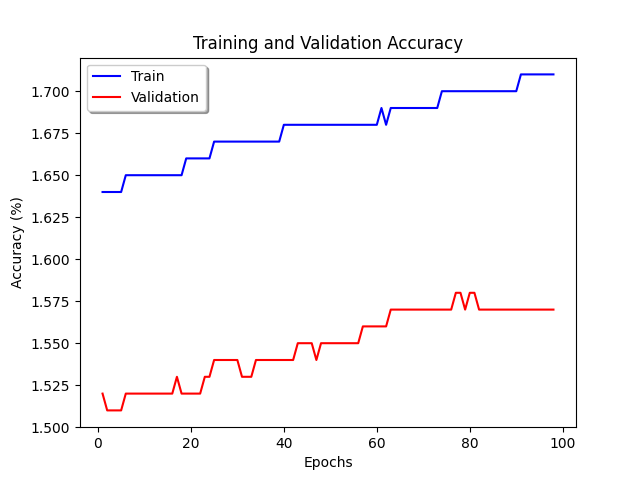 Training and Validation Accuracy
Train
Validation
Accuracy (%)
1.700
1.675
1.650
1.625
1.600
1.575
1.550
1.525
1.500
0 20 40 60 80 100
Epochs